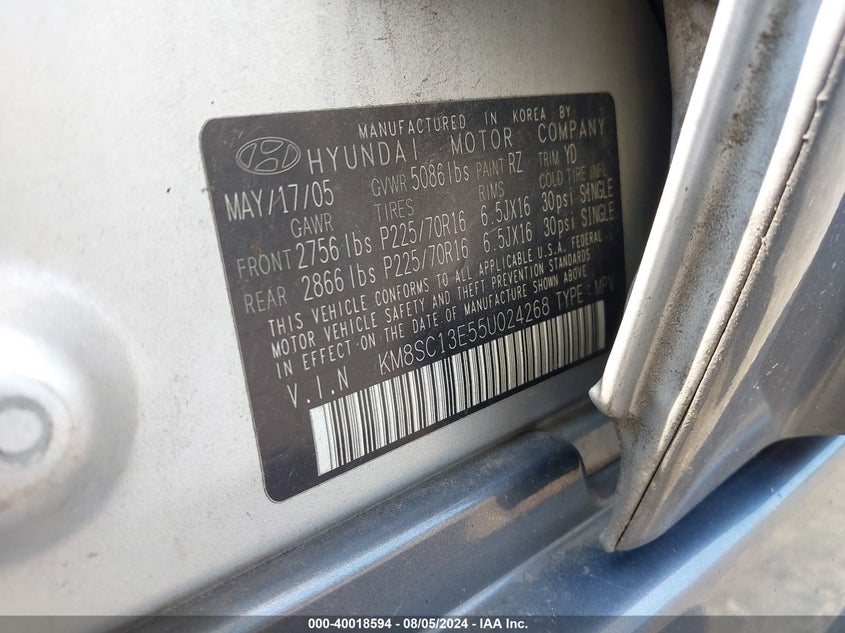 MANUFACTURED IN KOREA BY
HYUNDAI MOTOR COMPANY
MAY/17/05 GVWR 5086 lbs PAINT RZ TRIM YD
GAWR TIRES RIMS COLD TIRE INFL.
FRONT 2756 lbs P225/70R16 6.5JX16 30psi SINGLE
REAR 2866 lbs P225/70R16 6.5JX16 30psi SINGLE
THIS VEHICLE CONFORMS TO ALL APPLICABLE U.S.A. FEDERAL
MOTOR VEHICLE SAFETY AND THEFT PREVENTION STANDARDS
IN EFFECT ON THE DATE OF MANUFACTURE SHOWN ABOVE.
V.I.N KM8SC13E55U024268 TYPE : MPV
000-40018594 - 08/05/2024 - IAA Inc.